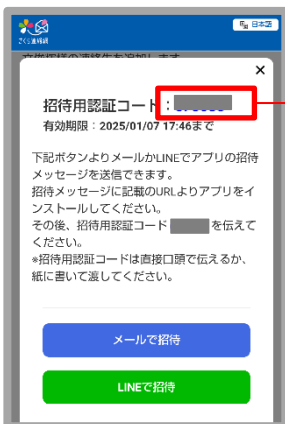 さくら連絡網
日本語
×
招待用認証コード：
有効期限：2025/01/07 17:46まで
下記ボタンよりメールかLINEでアプリの招待
メッセージを送信できます。
招待メッセージに記載のURLよりアプリをイ
ンストールしてください。
その後、招待用認証コード を伝えて
ください。
*招待用認証コードは直接口頭で伝えるか、
紙に書いて渡してください。
メールで招待
LINEで招待